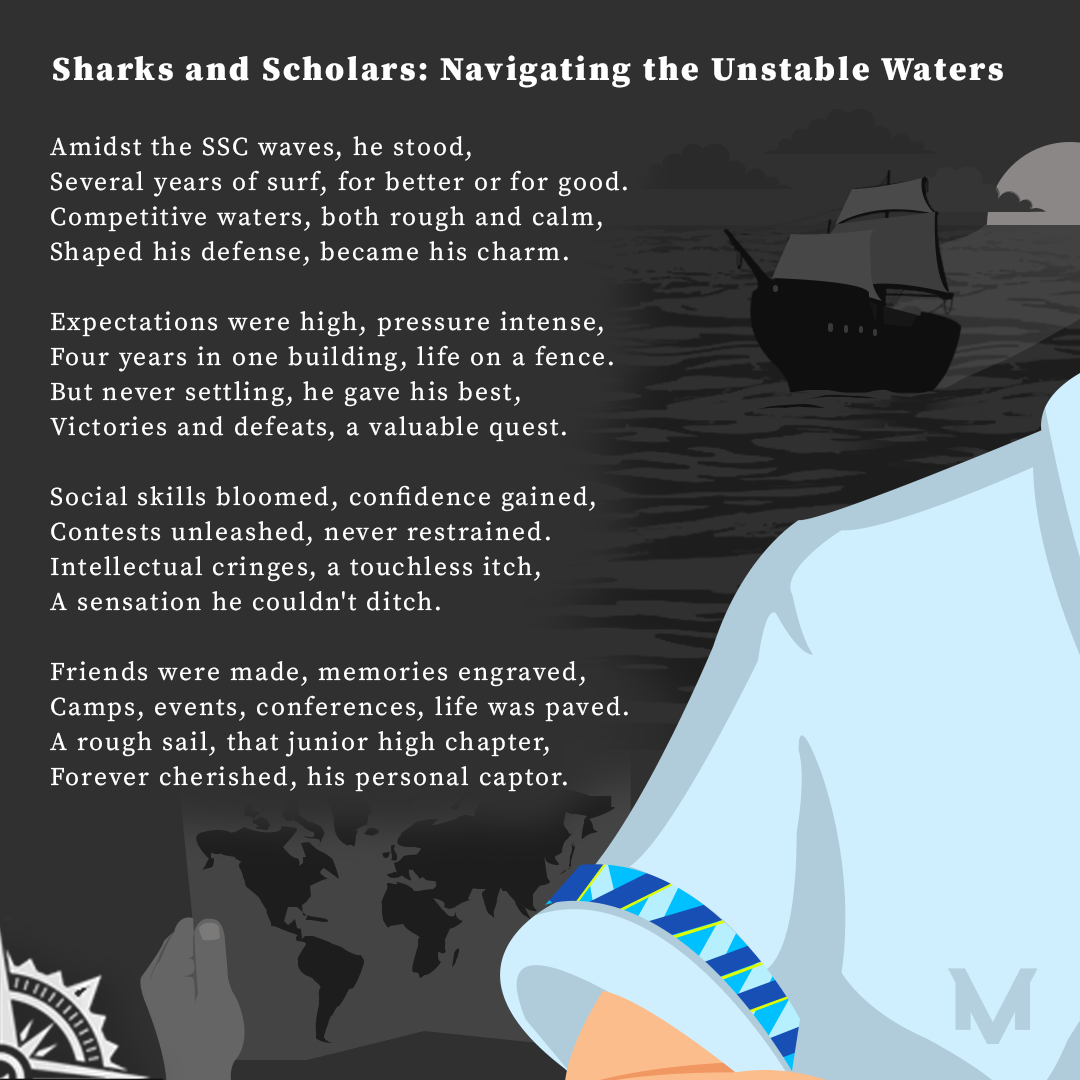 Sharks and Scholars: Navigating the Unstable Waters
Amidst the SSC waves, he stood,
Several years of surf, for better or for good.
Competitive waters, both rough and calm,
Shaped his defense, became his charm.
Expectations were high, pressure intense,
Four years in one building, life on a fence.
But never settling, he gave his best,
Victories and defeats, a valuable quest.
Social skills bloomed, confidence gained,
Contests unleashed, never restrained.
Intellectual cringes, a touchless itch,
A sensation he couldn't ditch.
Friends were made, memories engraved,
Camps, events, conferences, life was paved.
A rough sail, that junior high chapter,
Forever cherished, his personal captor.
M